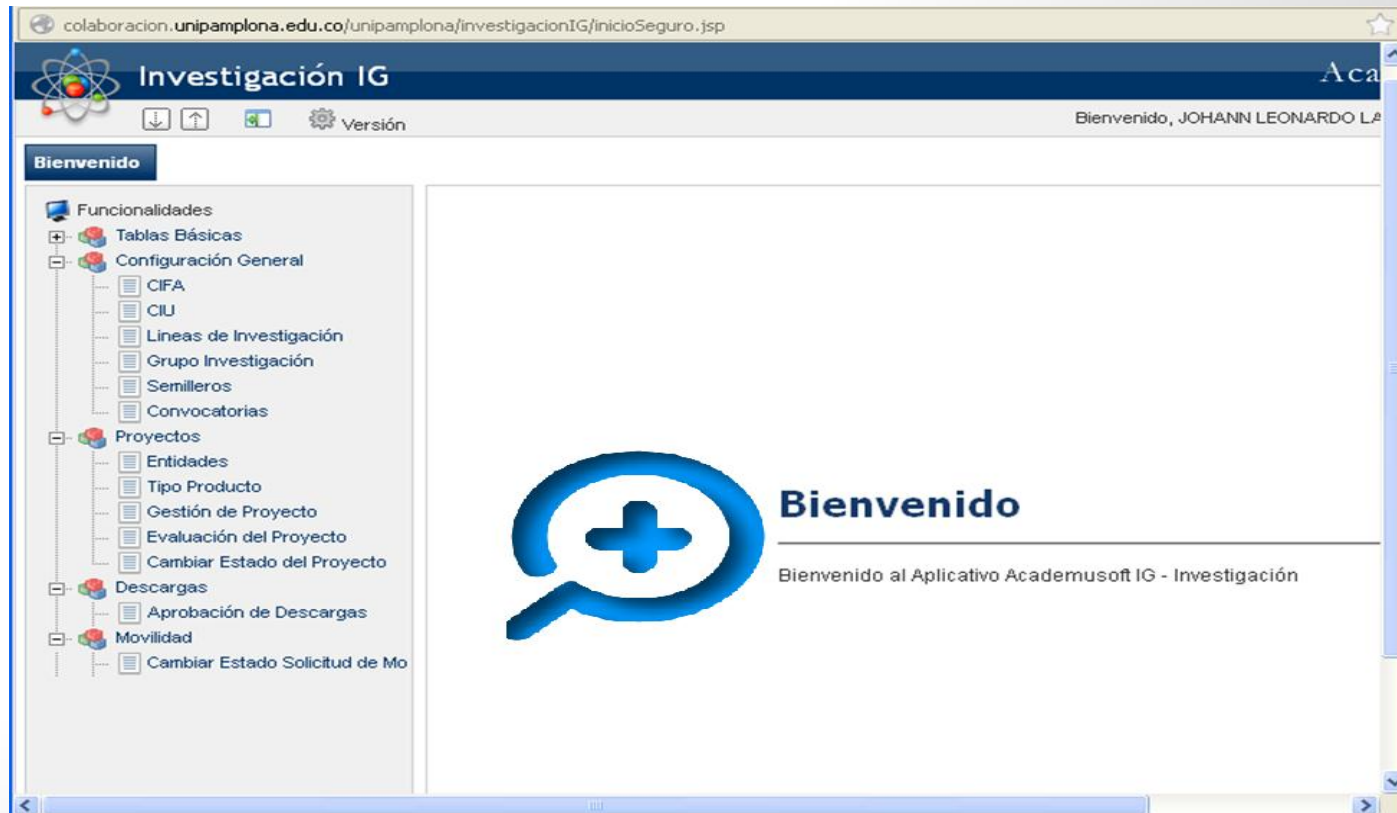 colaboracion.unipamplona.edu.co/unipamplona/investigacionIG/inicioSeguro.jsp
Investigación IG
Aca
Versión
Bienvenido, JOHANN LEONARDO LA
Bienvenido
Funcionalidades
Tablas Básicas
Configuración General
CIFA
CIU
Lineas de Investigación
Grupo Investigación
Semilleros
Convocatorias
Proyectos
Entidades
Tipo Producto
Gestión de Proyecto
Evaluación del Proyecto
Cambiar Estado del Proyecto
Descargas
Aprobación de Descargas
Movilidad
Cambiar Estado Solicitud de Mo
Bienvenido
Bienvenido al Aplicativo Academusoft IG - Investigación